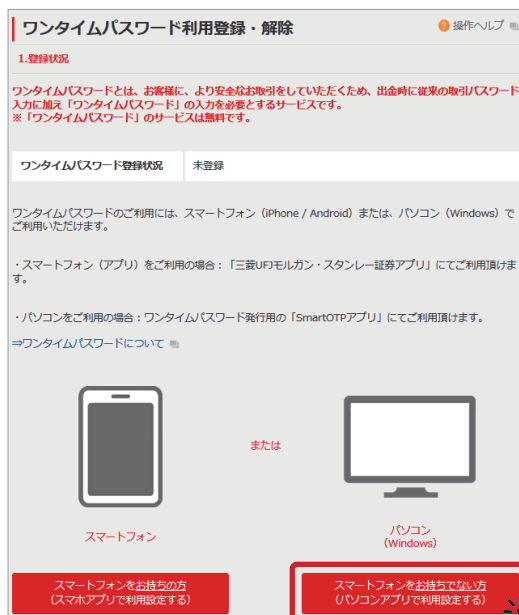 ワンタイムパスワード利用登録・解除
? 操作ヘルプ
1.登録状況
ワンタイムパスワードとは、お客様に、より安全なお取引をしていただくため、出金時に従来の取引パスワード
入力に加え「ワンタイムパスワード」の入力を必要とするサービスです。
※「ワンタイムパスワード」のサービスは無料です。
ワンタイムパスワード登録状況 未登録
ワンタイムパスワードのご利用には、スマートフォン（iPhone / Android）または、パソコン（Windows）で
ご利用いただけます。
・スマートフォン（アプリ）をご利用の場合：「三菱UFJモルガン・スタンレー証券アプリ」にてご利用頂けま
す。
・パソコンをご利用の場合：ワンタイムパスワード発行用の「SmartOTPアプリ」にてご利用頂けます。
⇒ワンタイムパスワードについて
または
スマートフォン
パソコン
（Windows）
スマートフォンをお持ちの方
（スマホアプリで利用設定する）
スマートフォンをお持ちでない方
（パソコンアプリで利用設定する）